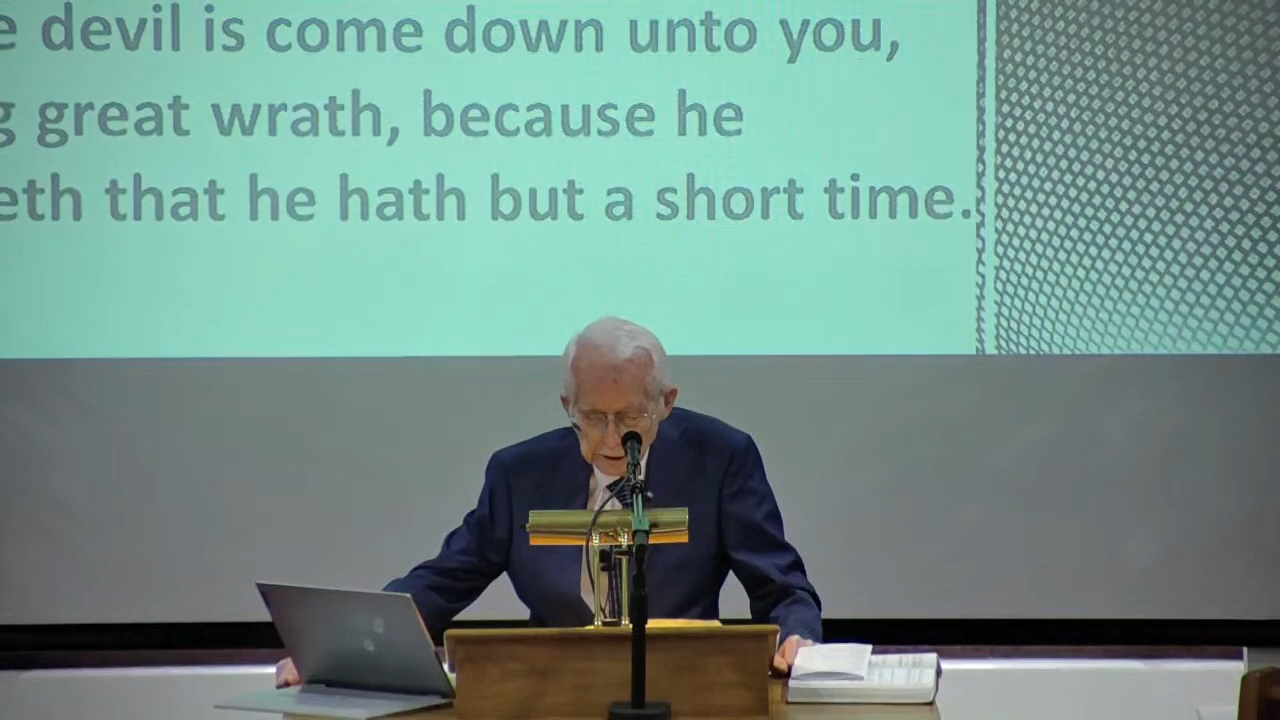 e devil is come down unto you,
g great wrath, because he
eth that he hath but a short time.